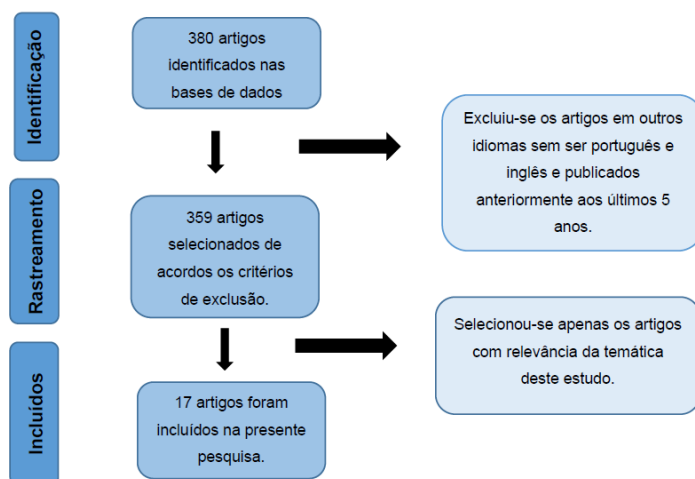 Identificação
380 artigos
identificados nas
bases de dados
Excluiu-se os artigos em outros
idiomas sem ser português e
inglês e publicados
anteriormente aos últimos 5
anos.
Rastreamento
359 artigos
selecionados de
acordos os critérios
de exclusão.
Selecionou-se apenas os artigos
com relevância da temática
deste estudo.
Incluídos
17 artigos foram
incluídos na presente
pesquisa.